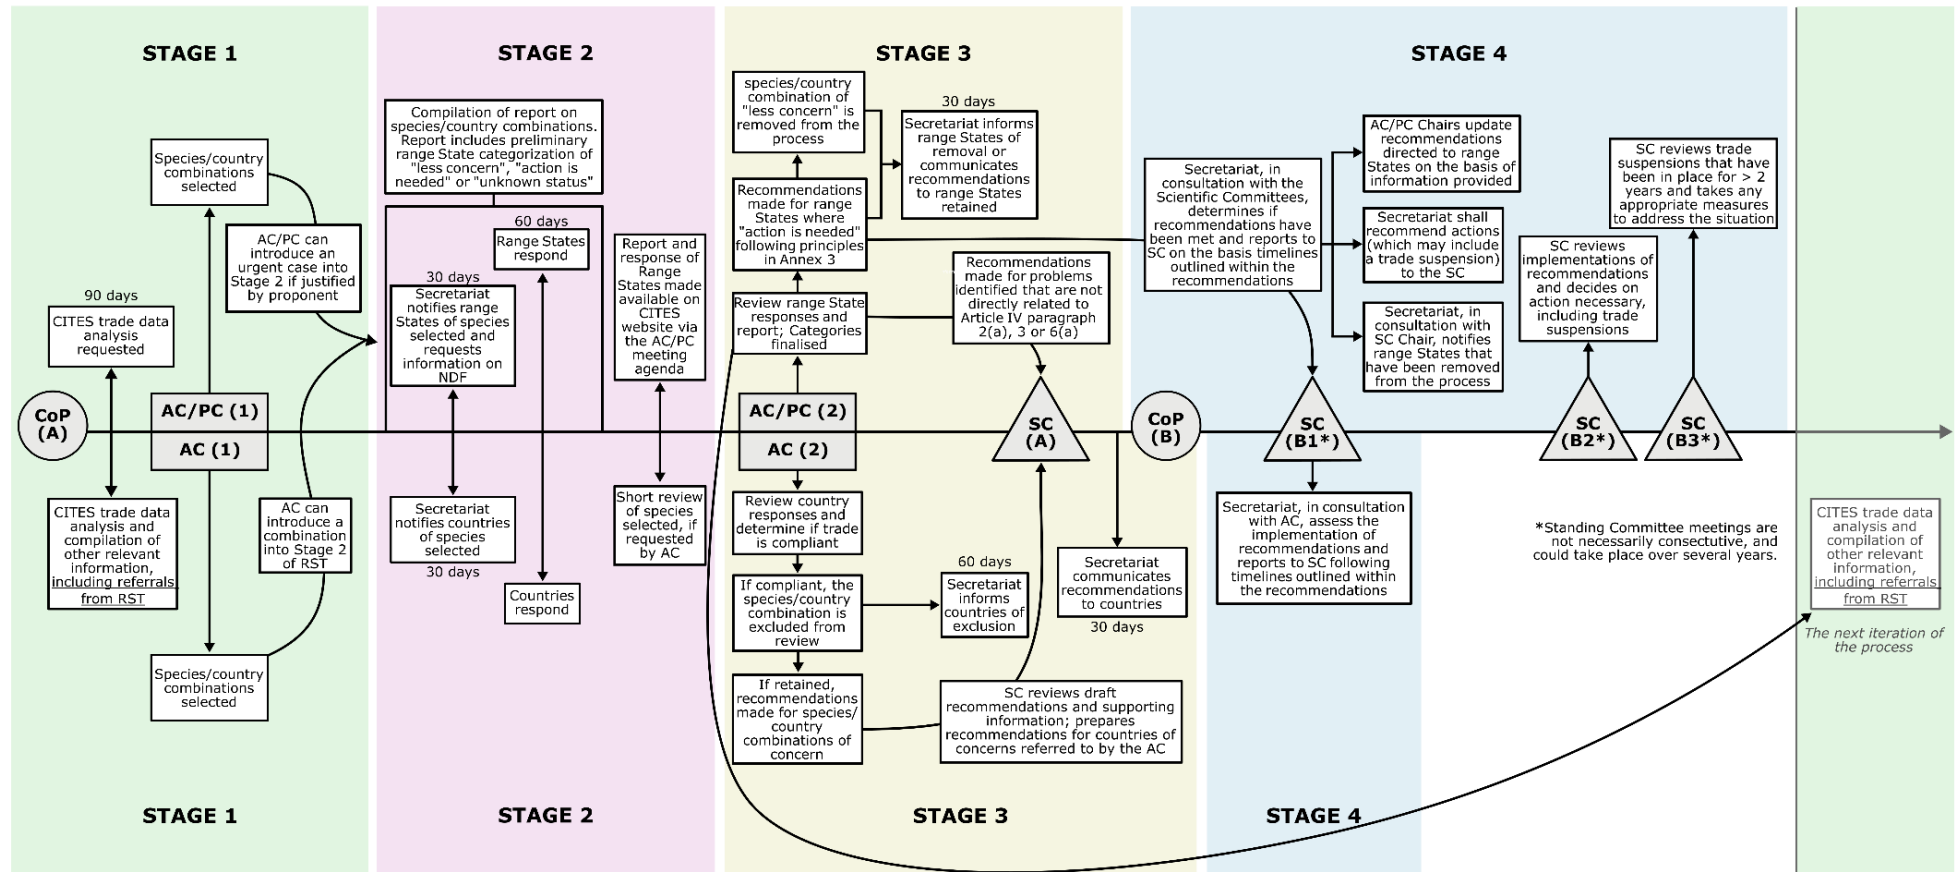 STAGE 1
STAGE 2
STAGE 3
STAGE 4
Species/country
combinations
selected
AC/PC can
introduce an
urgent case into
Stage 2 if justified
by proponent
90 days
CITES trade data
analysis
requested
CoP
(A)
AC/PC (1)
AC (1)
CITES trade data
analysis and
compilation of
other relevant
information,
including referrals
from RST
AC can
introduce a
combination
into Stage 2
of RST
Species/country
combinations
selected
STAGE 1
Compilation of report on
species/country combinations.
Report includes preliminary
range State categorization of
"less concern", "action is
needed" or "unknown status"
60 days
Range States
respond
30 days
Secretariat
notifies range
States of species
selected and
requests
information on
NDF
Report and
response of
Range
States made
available on
CITES
website via
the AC/PC
meeting
agenda
Secretariat
notifies countries
of species
selected
30 days
Countries
respond
Short review
of species
selected, if
requested
by AC
STAGE 2
species/country
combination of
"less concern" is
removed from the
process
30 days
Secretariat informs
range States of
removal or
communicates
recommendations
to range States
retained
Recommendations
made for range
States where
"action is needed"
following principles
in Annex 3
Recommendations
made for problems
identified that are not
directly related to
Article IV paragraph
2(a), 3 or 6(a)
Review range State
responses and
report; Categories
finalised
AC/PC (2)
AC (2)
SC
(A)
Review country
responses and
determine if trade
is compliant
If compliant, the
species/country
combination is
excluded from
review
60 days
Secretariat
informs
countries of
exclusion
Secretariat
communicates
recommendations
to countries
30 days
If retained,
recommendations
made for species/
country
combinations of
concern
SC reviews draft
recommendations and supporting
information; prepares
recommendations for countries of
concerns referred to by the AC
STAGE 3
CoP
(B)
Secretariat, in
consultation with the
Scientific Committees,
determines if
recommendations have
been met and reports to
SC on the basis timelines
outlined within the
recommendations
AC/PC Chairs update
recommendations
directed to range
States on the basis of
information provided
Secretariat shall
recommend actions
(which may include
a trade suspension)
to the SC
Secretariat, in
consultation with
SC Chair, notifies
range States that
have been removed
from the process
SC reviews
implementations of
recommendations
and decides on
action necessary,
including trade
suspensions
SC reviews trade
suspensions that have
been in place for > 2
years and takes any
appropriate measures
to address the situation
SC
(B1*)
SC
(B2*)
SC
(B3*)
Secretariat, in consultation
with AC, assess the
implementation of
recommendations and
reports to SC following
timelines outlined within
the recommendations
*Standing Committee meetings are
not necessarily consecutive, and
could take place over several years.
STAGE 4
CITES trade data
analysis and
compilation of
other relevant
information,
including referrals
from RST
The next iteration of
the process